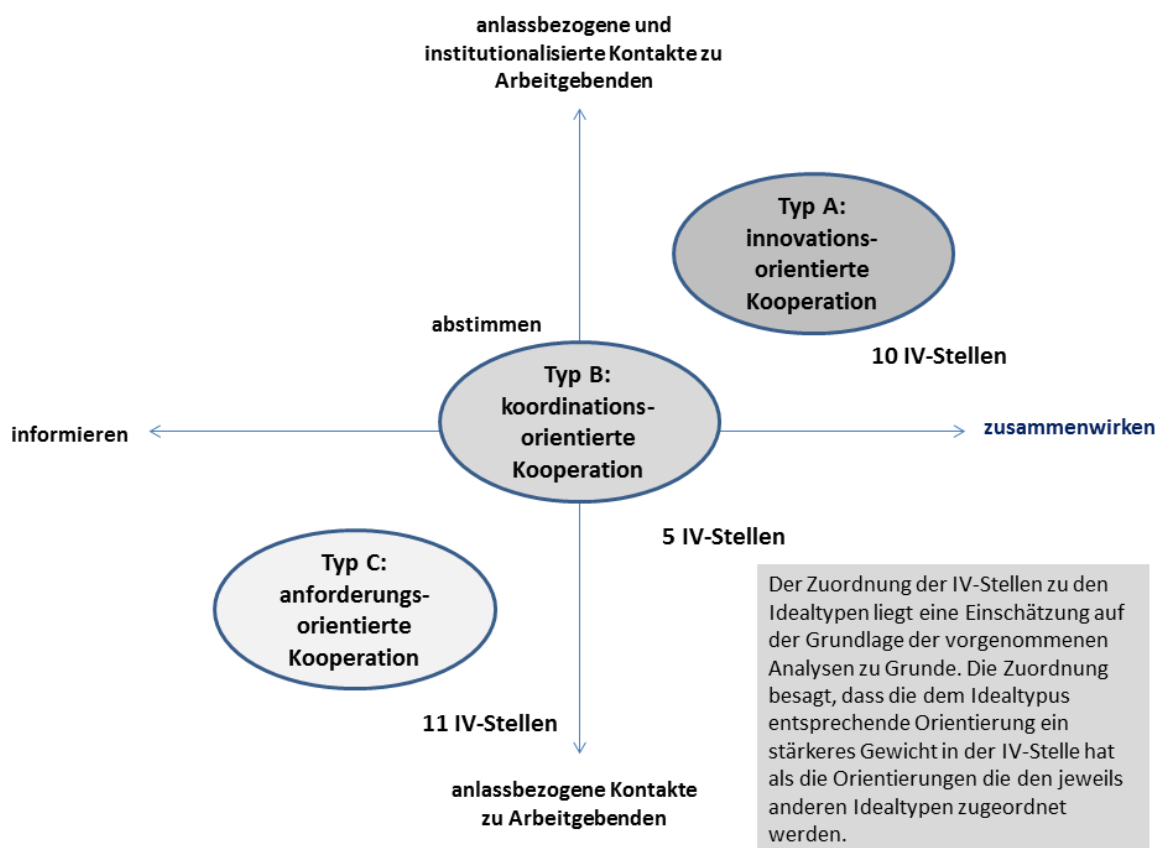 anlassbezogene und
institutionalisierte Kontakte zu
Arbeitgebenden
Typ A:
innovations-
orientierte
Kooperation
abstimmen
10 IV-Stellen
Typ B:
koordinations-
orientierte
Kooperation
informieren
zusammenwirken
5 IV-Stellen
Typ C:
anforderungs-
orientierte
Kooperation
11 IV-Stellen
anlassbezogene Kontakte
zu Arbeitgebenden
Der Zuordnung der IV-Stellen zu den
Idealtypen liegt eine Einschätzung auf
der Grundlage der vorgenommenen
Analysen zu Grunde. Die Zuordnung
besagt, dass die dem Idealtypus
entsprechende Orientierung ein
stärkeres Gewicht in der IV-Stelle hat
als die Orientierungen die den jeweils
anderen Idealtypen zugeordnet
werden.